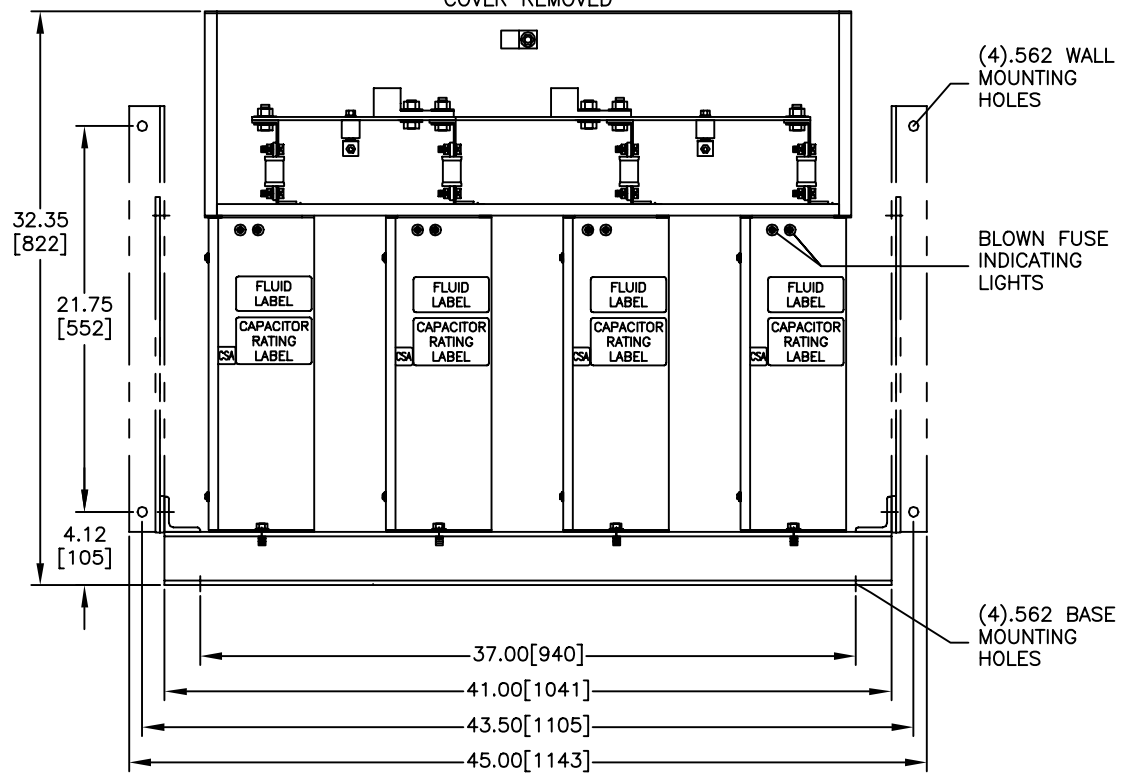 COVER REMOVED
(4).562 WALL
MOUNTING
HOLES
32.35
[822]
21.75
[552]
BLOWN FUSE
INDICATING
LIGHTS
FLUID
LABEL
FLUID
LABEL
FLUID
LABEL
FLUID
LABEL
CAPACITOR
RATING
LABEL
CSA
CAPACITOR
RATING
LABEL
CSA
CAPACITOR
RATING
LABEL
CSA
CAPACITOR
RATING
LABEL
CSA
4.12
[105]
(4).562 BASE
MOUNTING
HOLES
37.00[940]
41.00[1041]
43.50[1105]
45.00[1143]